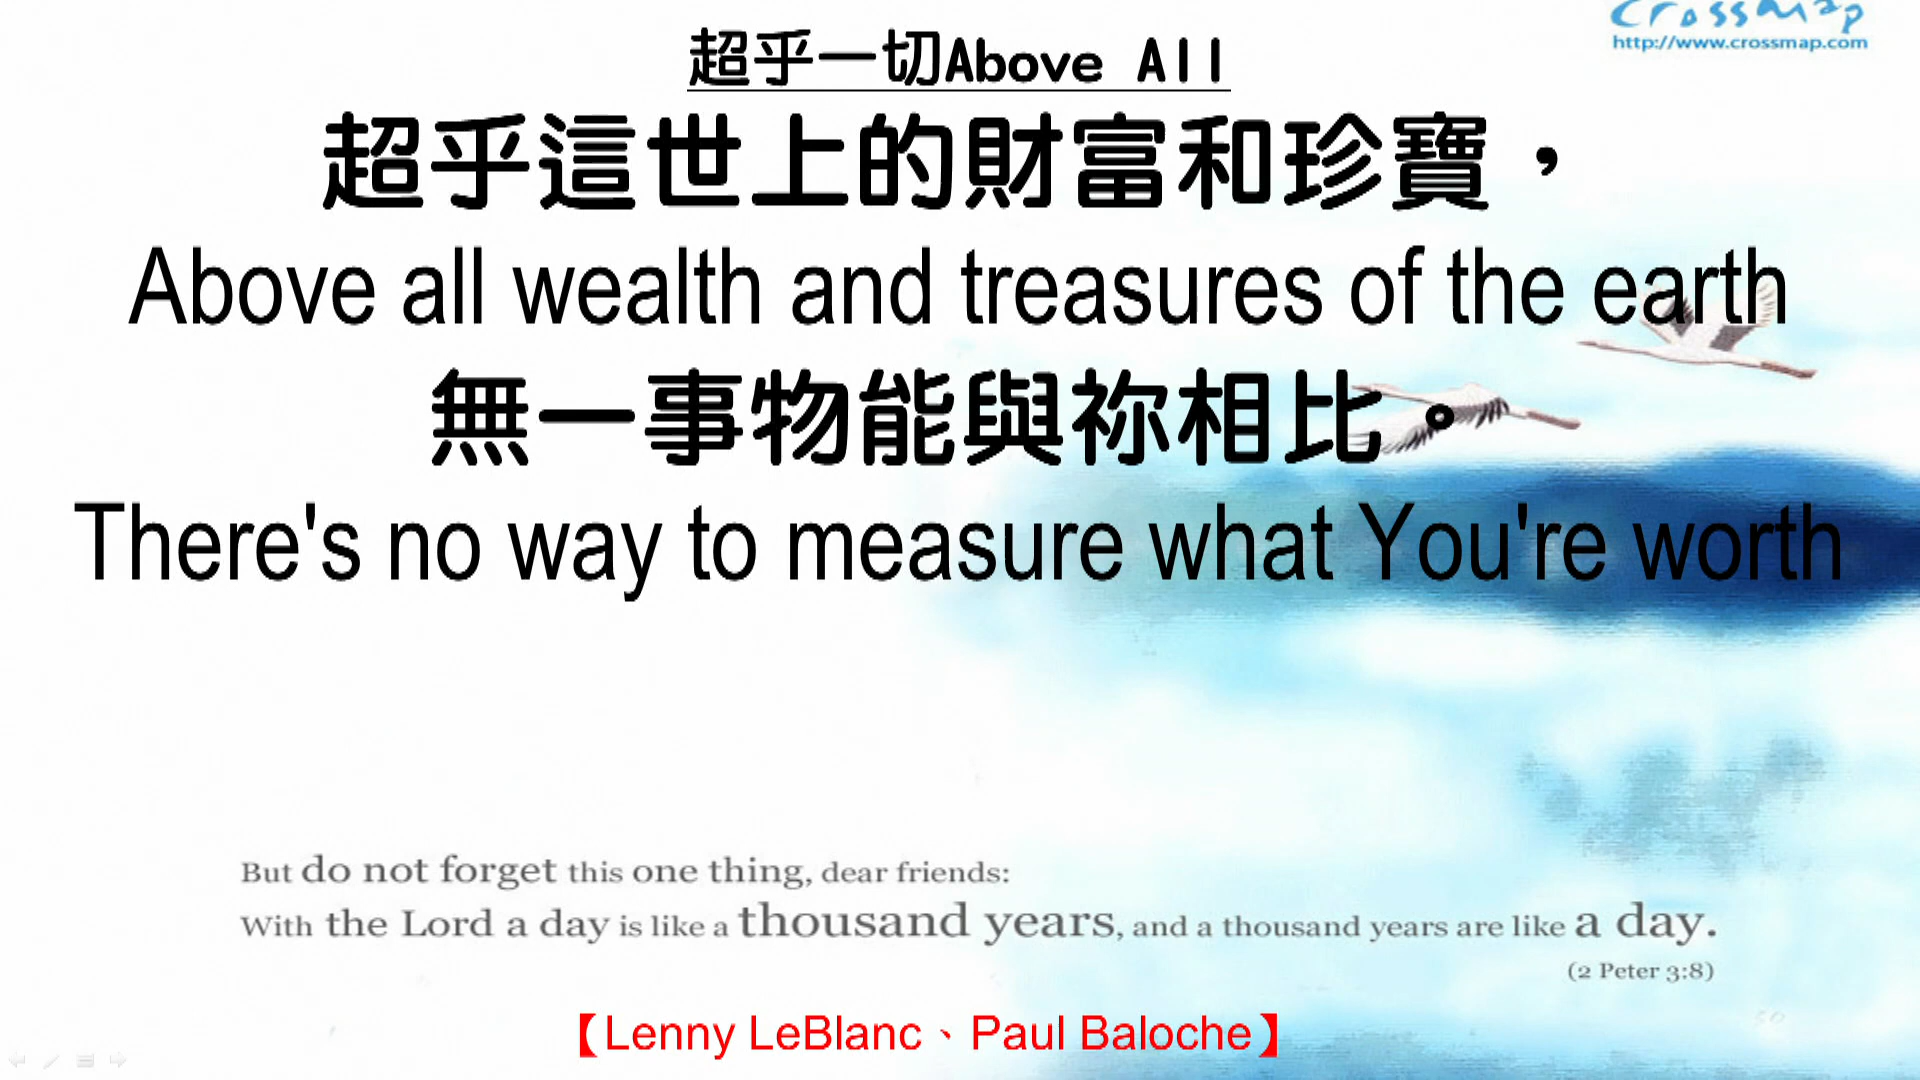 crossmap
http://www.crossmap.com
超乎一切Above All
超乎這世上的財富和珍寶，
Above all wealth and treasures of the earth
無一事物能與祢相比。
There's no way to measure what You're worth
But do not forget this one thing, dear friends:
With the Lord a day is like a thousand years, and a thousand years are like a day.
(2 Peter 3:8)
【Lenny LeBlanc、Paul Baloche】